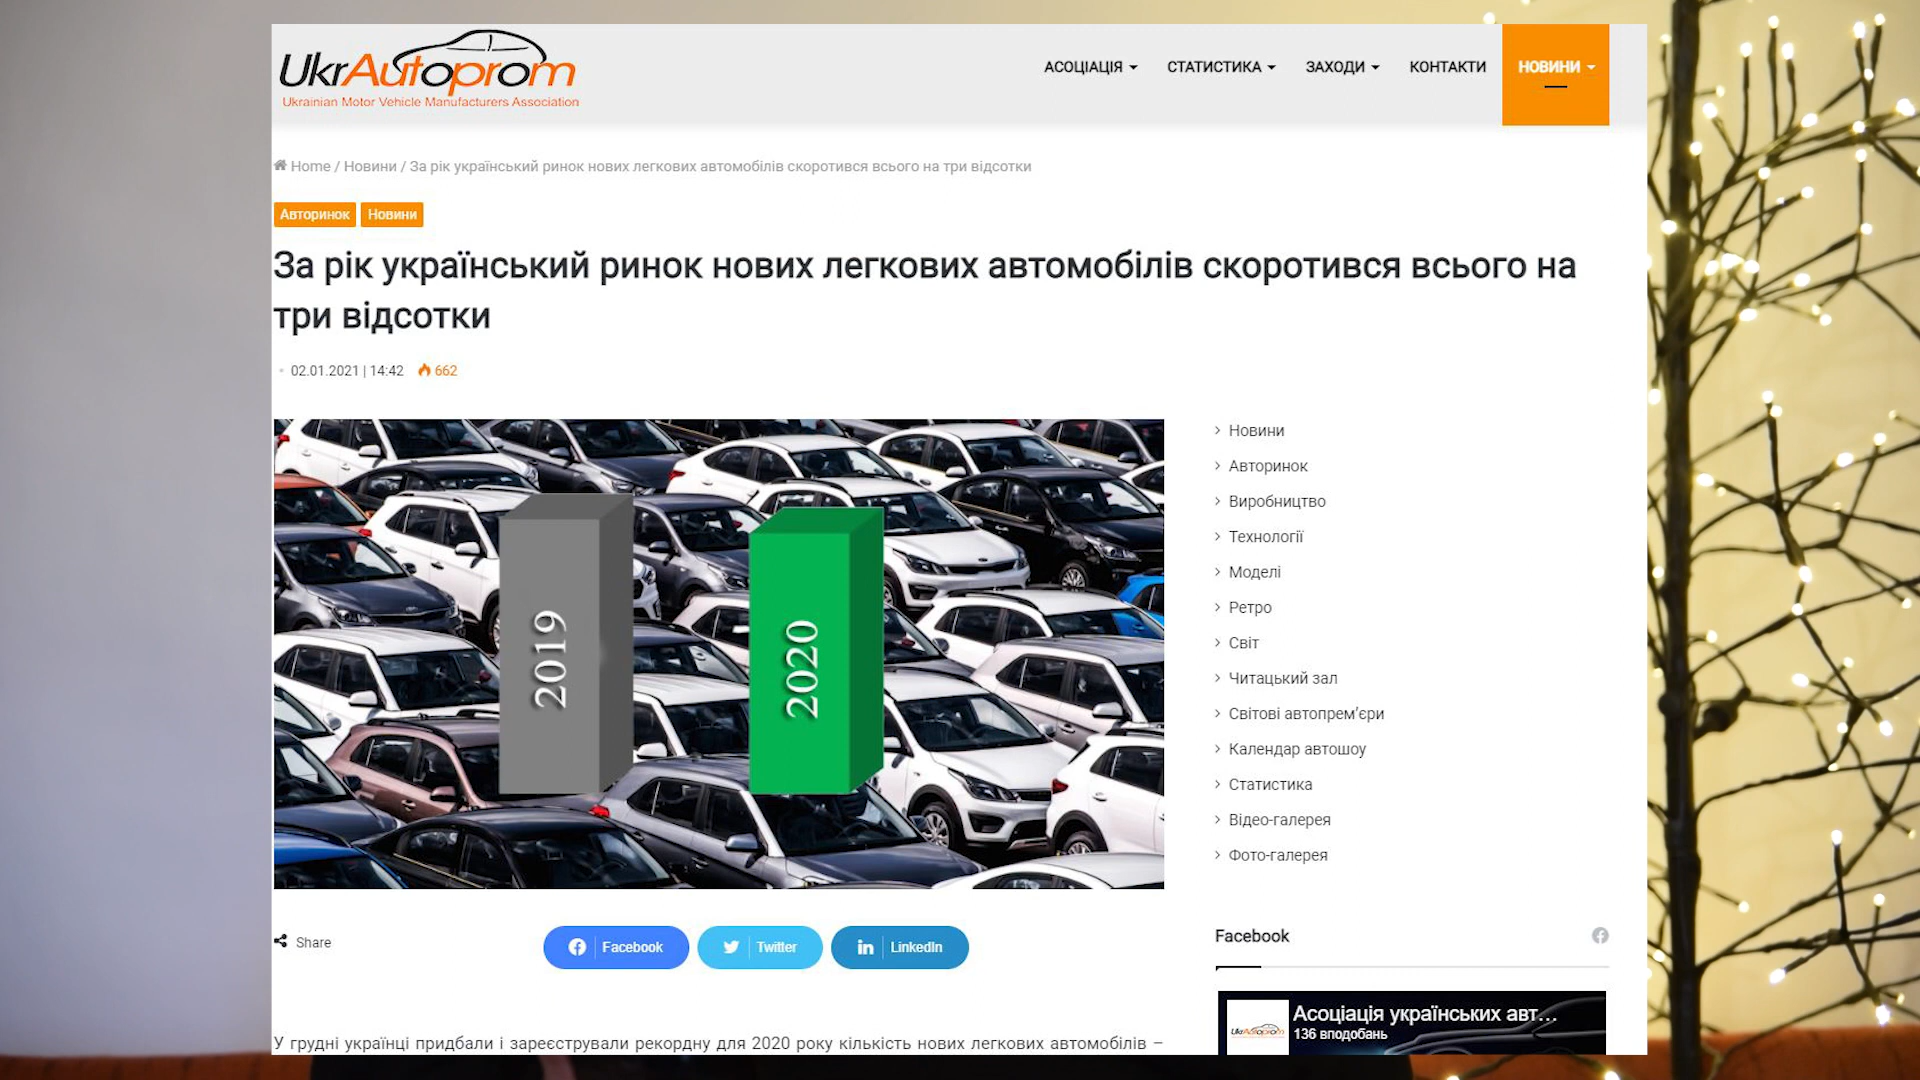 UkrAutoprom
Ukrainian Motor Vehicle Manufacturers Association
АСОЦІАЦІЯ СТАТИСТИКА ЗАХОДИ КОНТАКТИ НОВИНИ
Home / Новини / За рік український ринок нових легкових автомобілів скоротився всього на три відсотки
Авторинок Новини
За рік український ринок нових легкових автомобілів скоротився всього на
три відсотки
02.01.2021 | 14:42 662
2019
2020
Новини
Авторинок
Виробництво
Технології
Моделі
Ретро
Світ
Читацький зал
Світові автопрем’єри
Календар автошоу
Статистика
Відео-галерея
Фото-галерея
Share
Facebook
Twitter
LinkedIn
Facebook
UkrAutoprom
Асоціація українських авт...
136 вподобань
У грудні українці придбали і зареєстрували рекордну для 2020 року кількість нових легкових автомобілів –